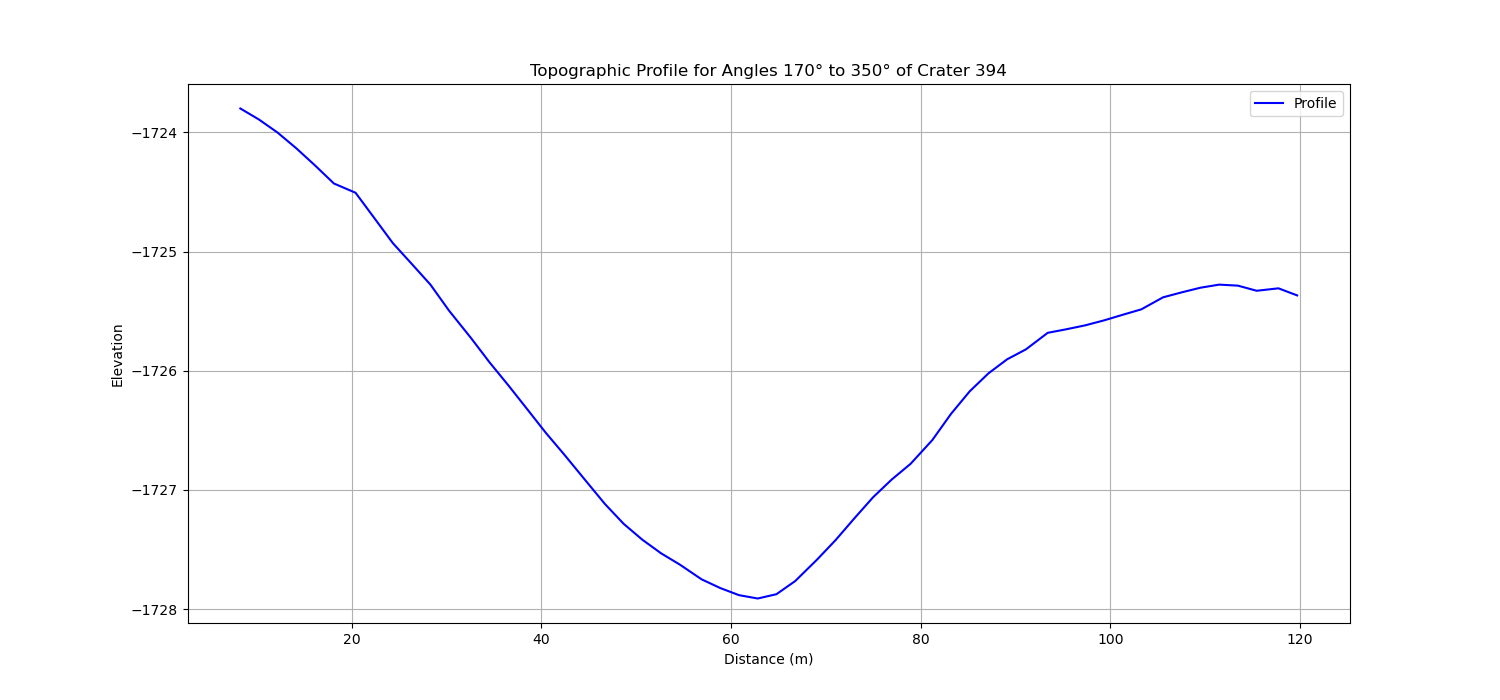 Topographic Profile for Angles 170° to 350° of Crater 394
Profile
−1724
−1725
−1726
−1727
−1728
Elevation
20
40
60
80
100
120
Distance (m)